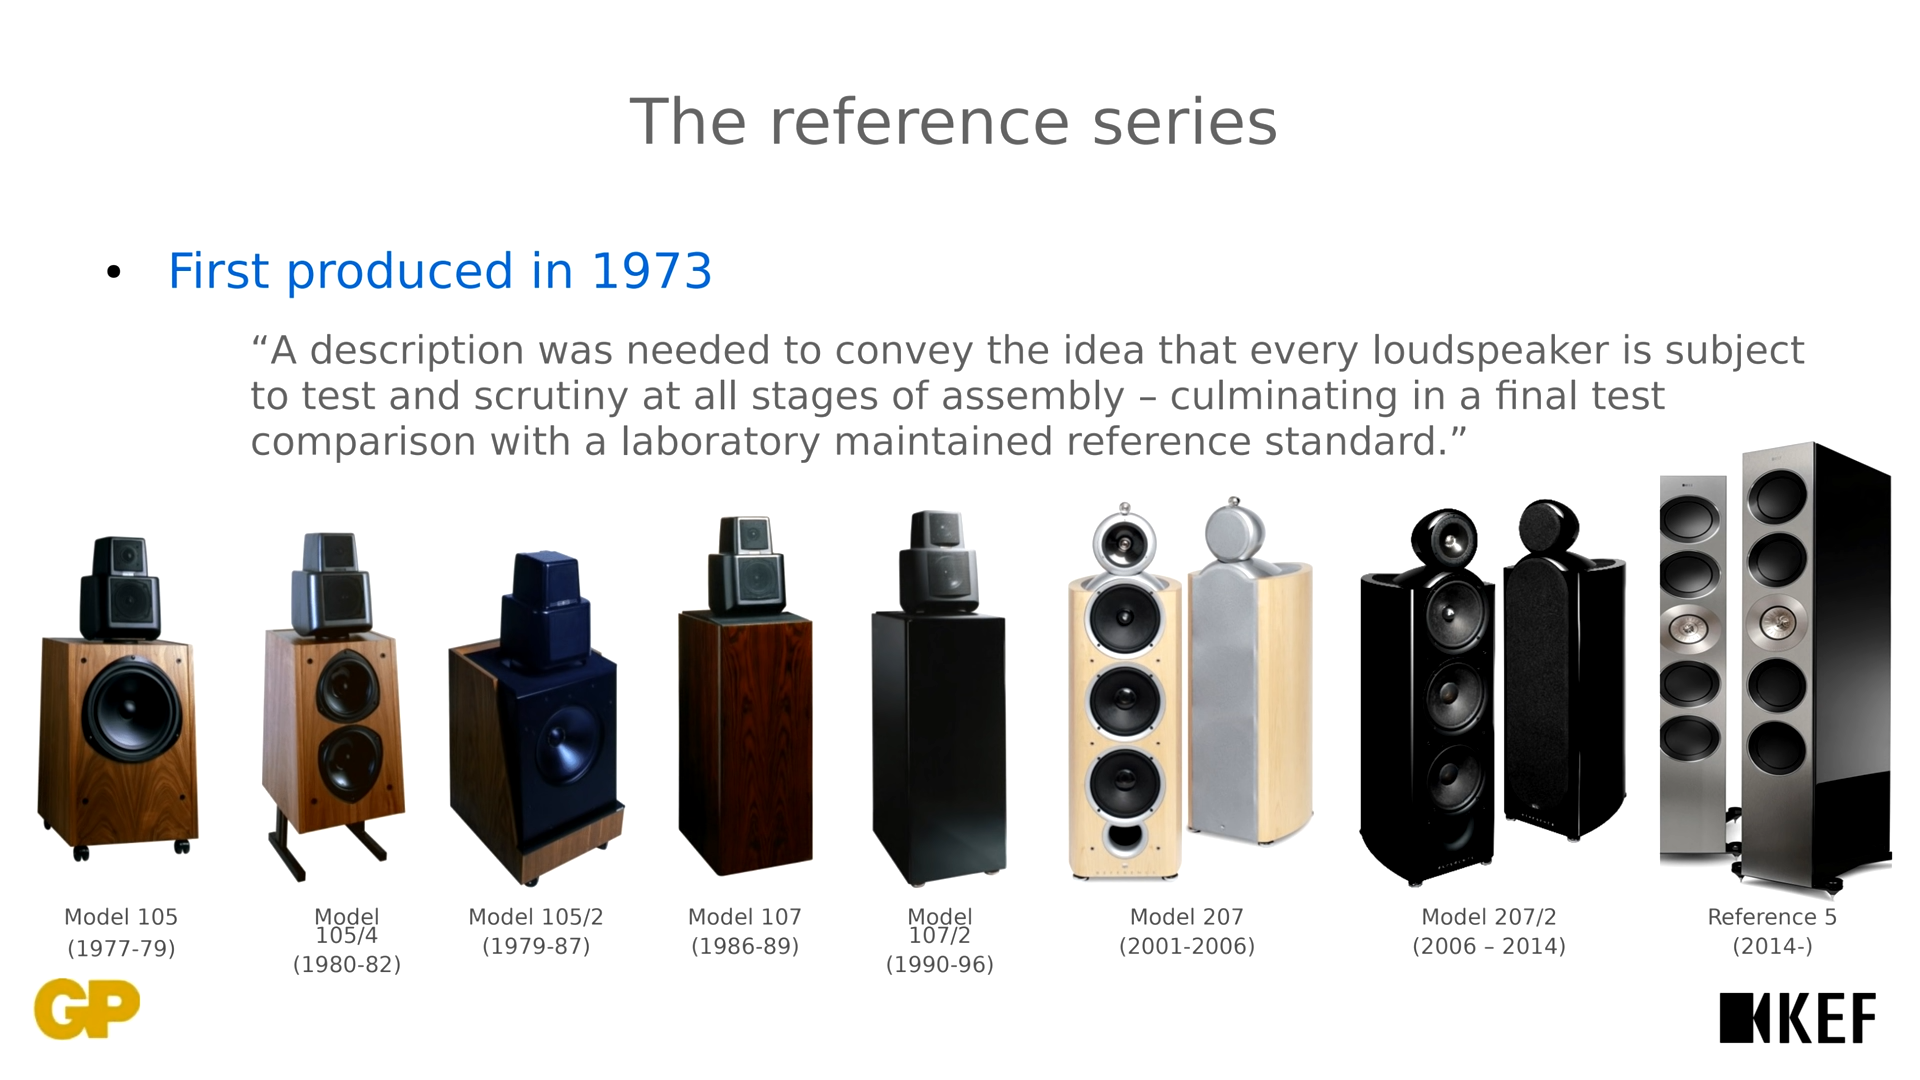 The reference series
• First produced in 1973
“A description was needed to convey the idea that every loudspeaker is subject
to test and scrutiny at all stages of assembly – culminating in a final test
comparison with a laboratory maintained reference standard.”
Model 105
(1977-79)
Model
105/4
(1980-82)
Model 105/2
(1979-87)
Model 107
(1986-89)
Model
107/2
(1990-96)
Model 207
(2001-2006)
Model 207/2
(2006 – 2014)
Reference 5
(2014-)
GP
KEF